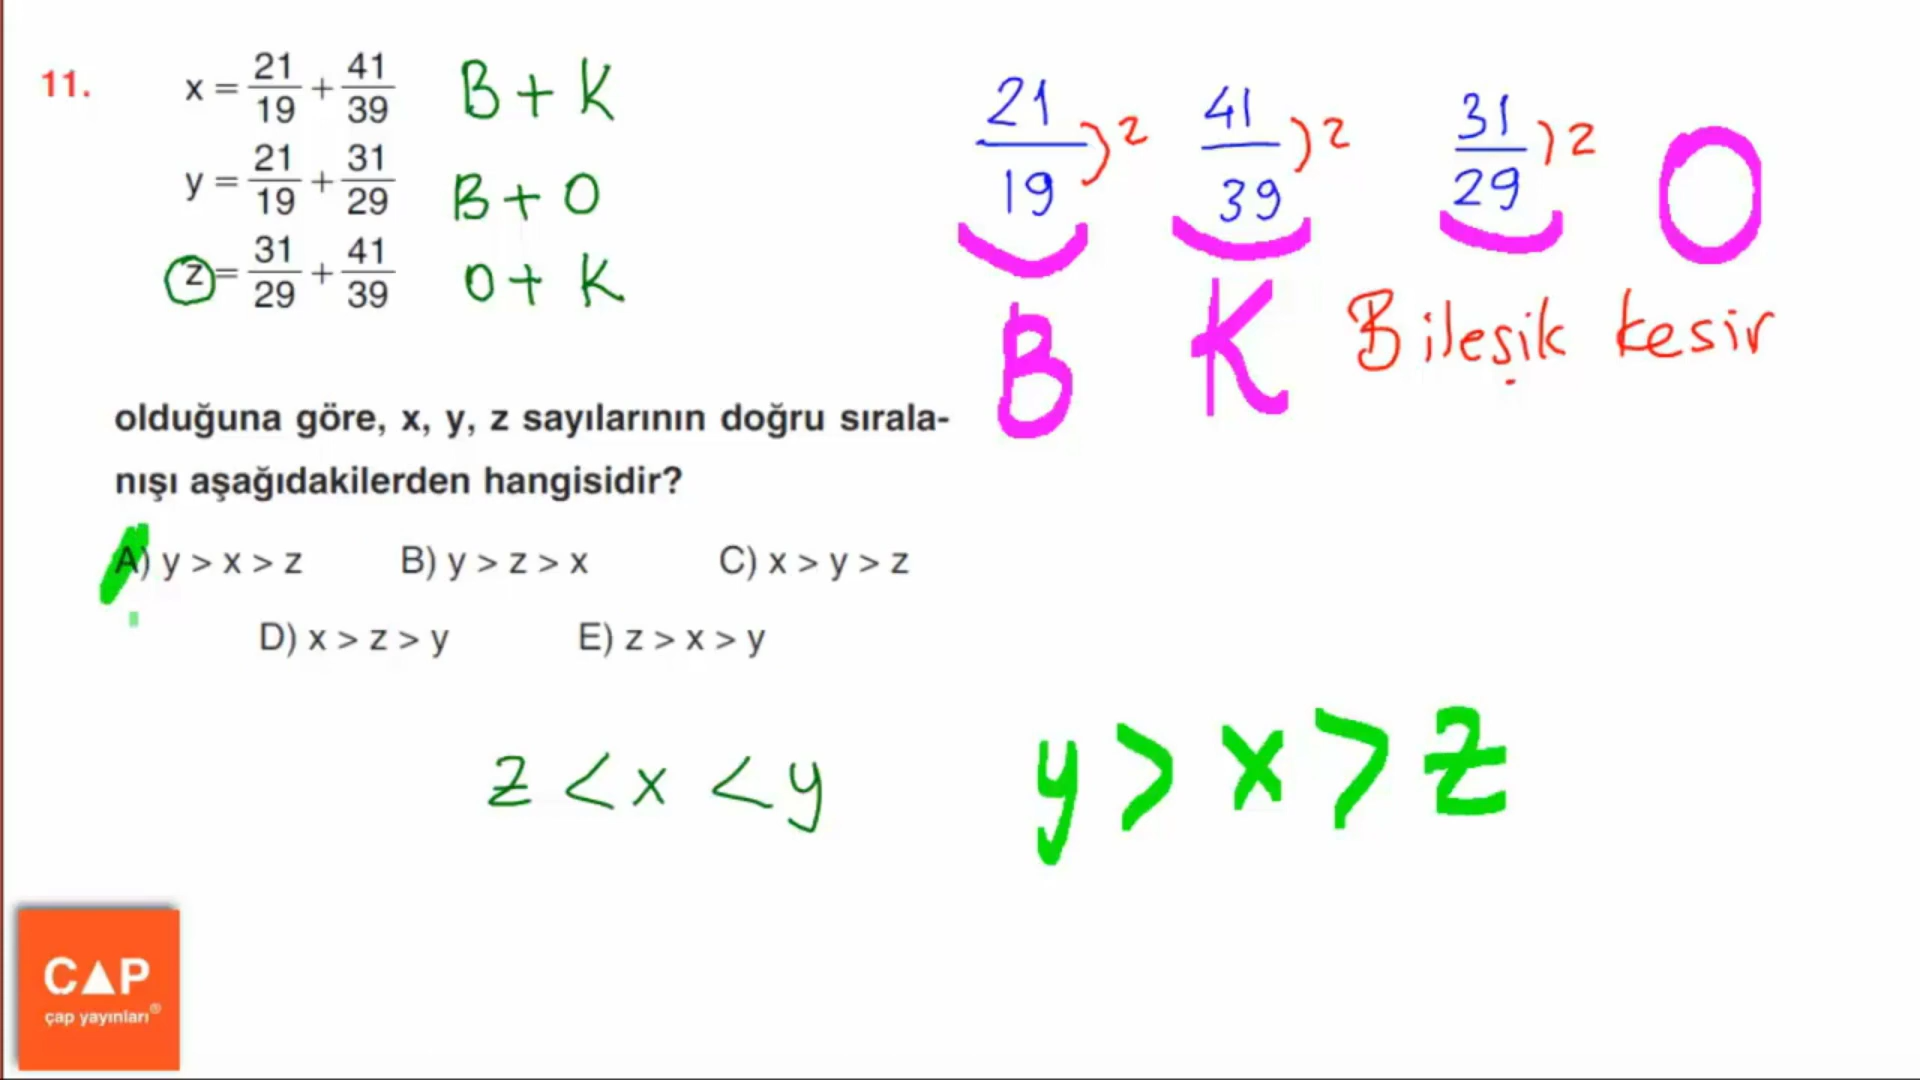 11.
x = 21/19 + 41/39 B + K
y = 21/19 + 31/29 B + O
z = 31/29 + 41/39 O + K
21/19 ) 2 41/39 ) 2 31/29 ) 2 O
B K Bileşik kesir
olduğuna göre, x, y, z sayılarının doğru sırala-
nışı aşağıdakilerden hangisidir?
A) y > x > z B) y > z > x C) x > y > z
D) x > z > y E) z > x > y
z < x < y y > x > z
ÇAP
çap yayınları®